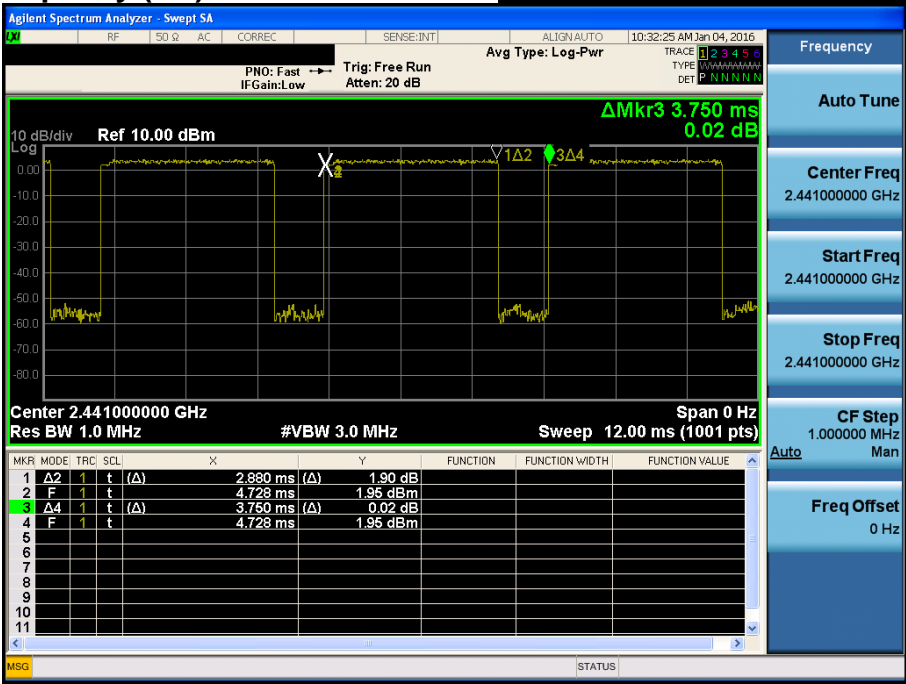 Agilent Spectrum Analyzer - Swept SA
LXI RF 50 Ω AC CORREC SENSE:INT ALIGN AUTO 10:32:25 AM Jan 04, 2016
Avg Type: Log-Pwr TRACE 1 2 3 4 5 6
PNO: Fast Trig: Free Run TYPE
IFGain:Low Atten: 20 dB DET P N N N N N
Frequency
Auto Tune
ΔMkr3 3.750 ms
0.02 dB
10 dB/div Ref 10.00 dBm
Log
0.00
-10.0
-20.0
-30.0
-40.0
-50.0
-60.0
-70.0
-80.0
X 1Δ2 3Δ4
Center 2.441000000 GHz Span 0 Hz
Res BW 1.0 MHz #VBW 3.0 MHz Sweep 12.00 ms (1001 pts)
Center Freq
2.441000000 GHz
Start Freq
2.441000000 GHz
Stop Freq
2.441000000 GHz
CF Step
1.000000 MHz
Auto Man
Freq Offset
0 Hz
MKR MODE TRC SCL X Y FUNCTION FUNCTION WIDTH FUNCTION VALUE
1 Δ2 1 t (Δ) 2.880 ms (Δ) 1.90 dB
2 F 1 t 4.728 ms 1.95 dBm
3 Δ4 1 t (Δ) 3.750 ms (Δ) 0.02 dB
4 F 1 t 4.728 ms 1.95 dBm
5
6
7
8
9
10
11
MSG STATUS